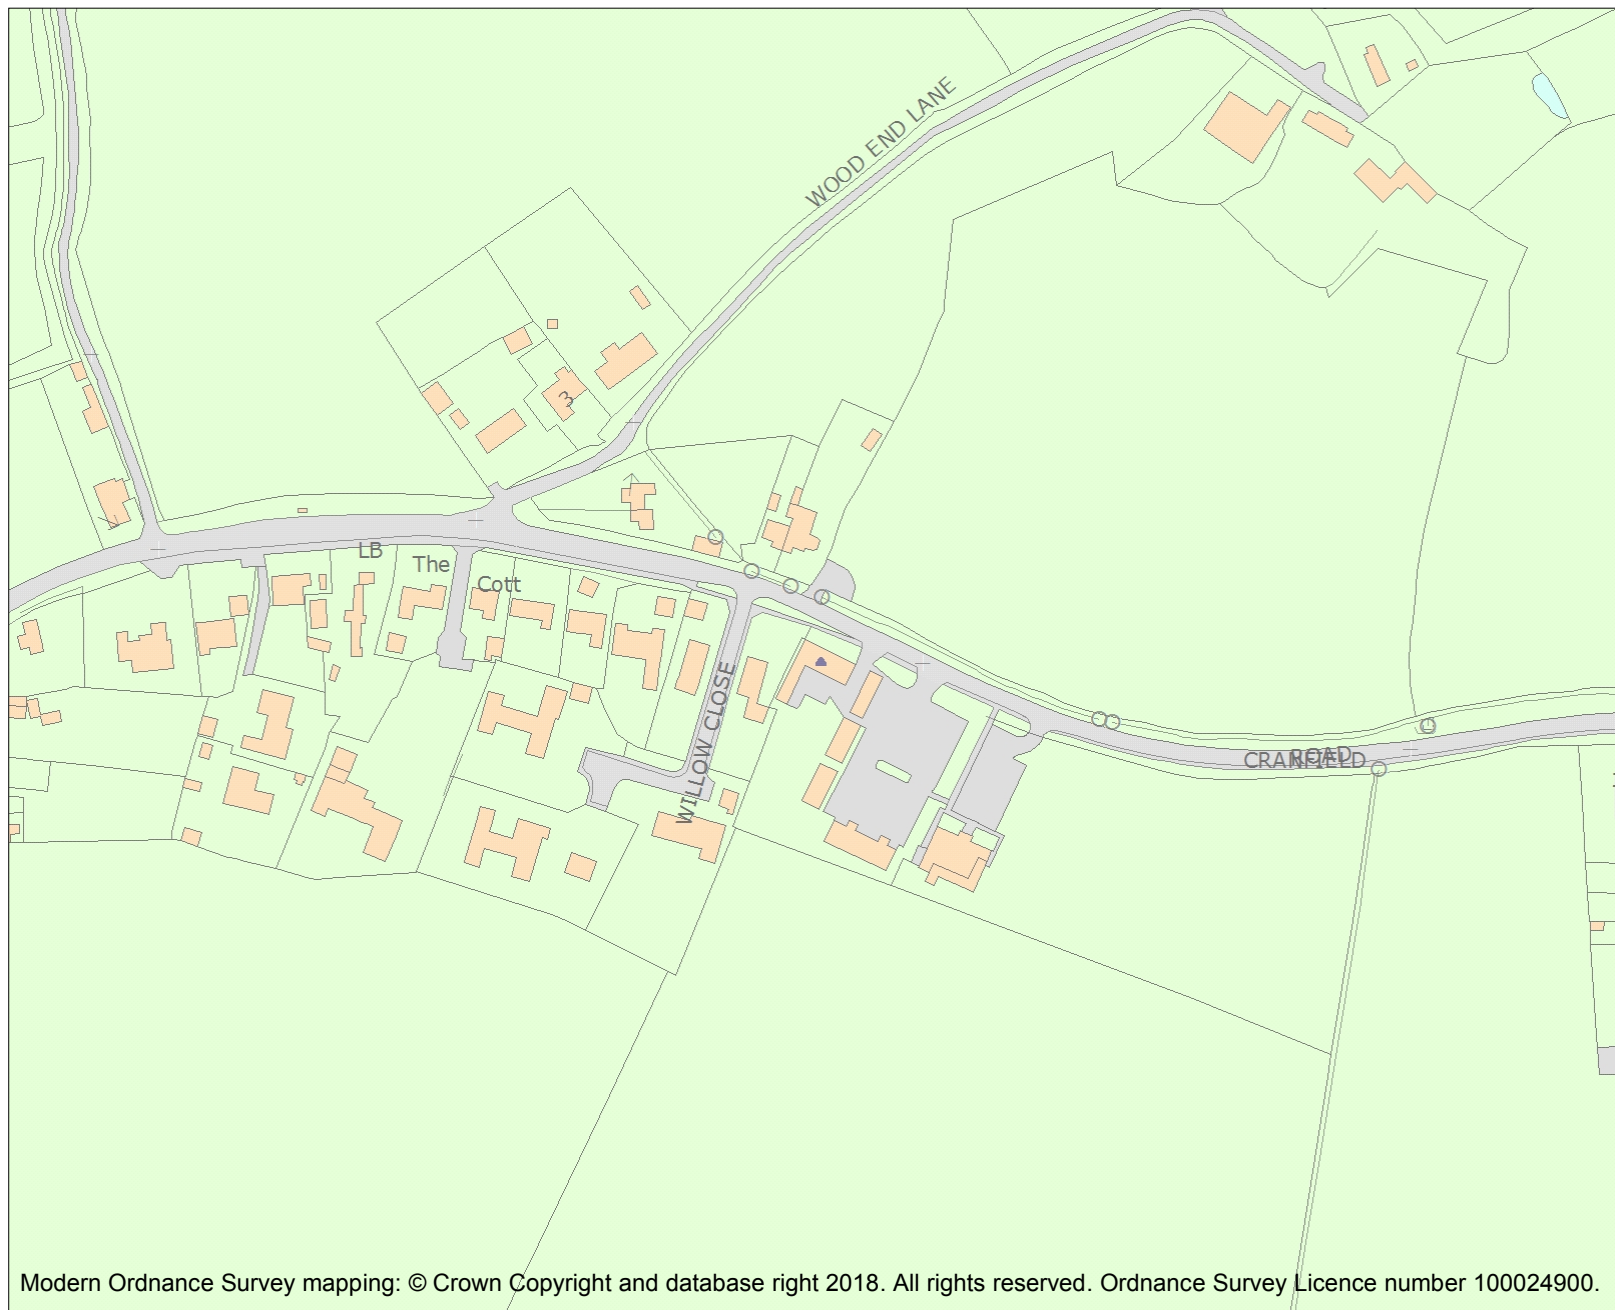 WOOD END LANE
3
LB
The
Cott
WILLOW CLOSE
CRANFIELD
ROAD
Modern Ordnance Survey mapping: © Crown Copyright and database right 2018. All rights reserved. Ordnance Survey Licence number 100024900.